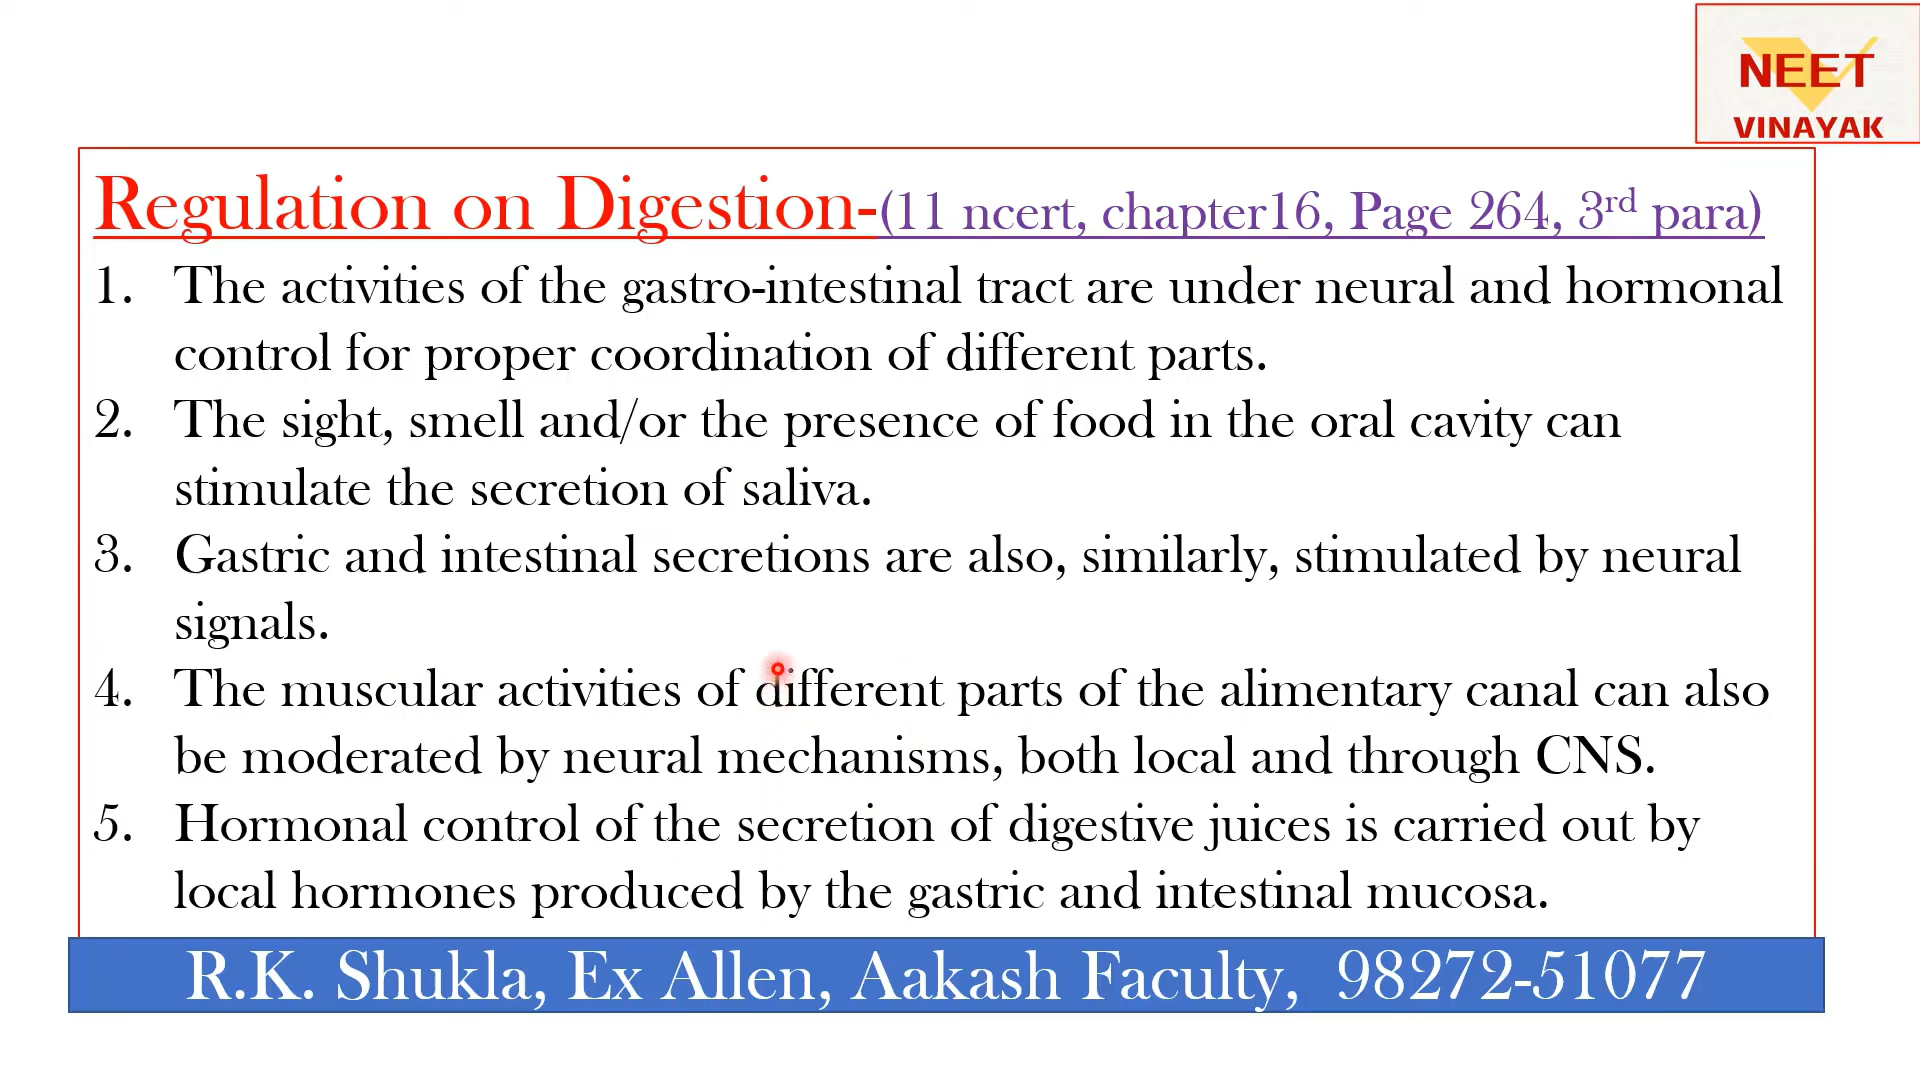 NEET
VINAYAK
Regulation on Digestion-(11 ncert, chapter16, Page 264, 3rd para)
1. The activities of the gastro-intestinal tract are under neural and hormonal
control for proper coordination of different parts.
2. The sight, smell and/or the presence of food in the oral cavity can
stimulate the secretion of saliva.
3. Gastric and intestinal secretions are also, similarly, stimulated by neural
signals.
4. The muscular activities of different parts of the alimentary canal can also
be moderated by neural mechanisms, both local and through CNS.
5. Hormonal control of the secretion of digestive juices is carried out by
local hormones produced by the gastric and intestinal mucosa.
R.K. Shukla, Ex Allen, Aakash Faculty, 98272-51077